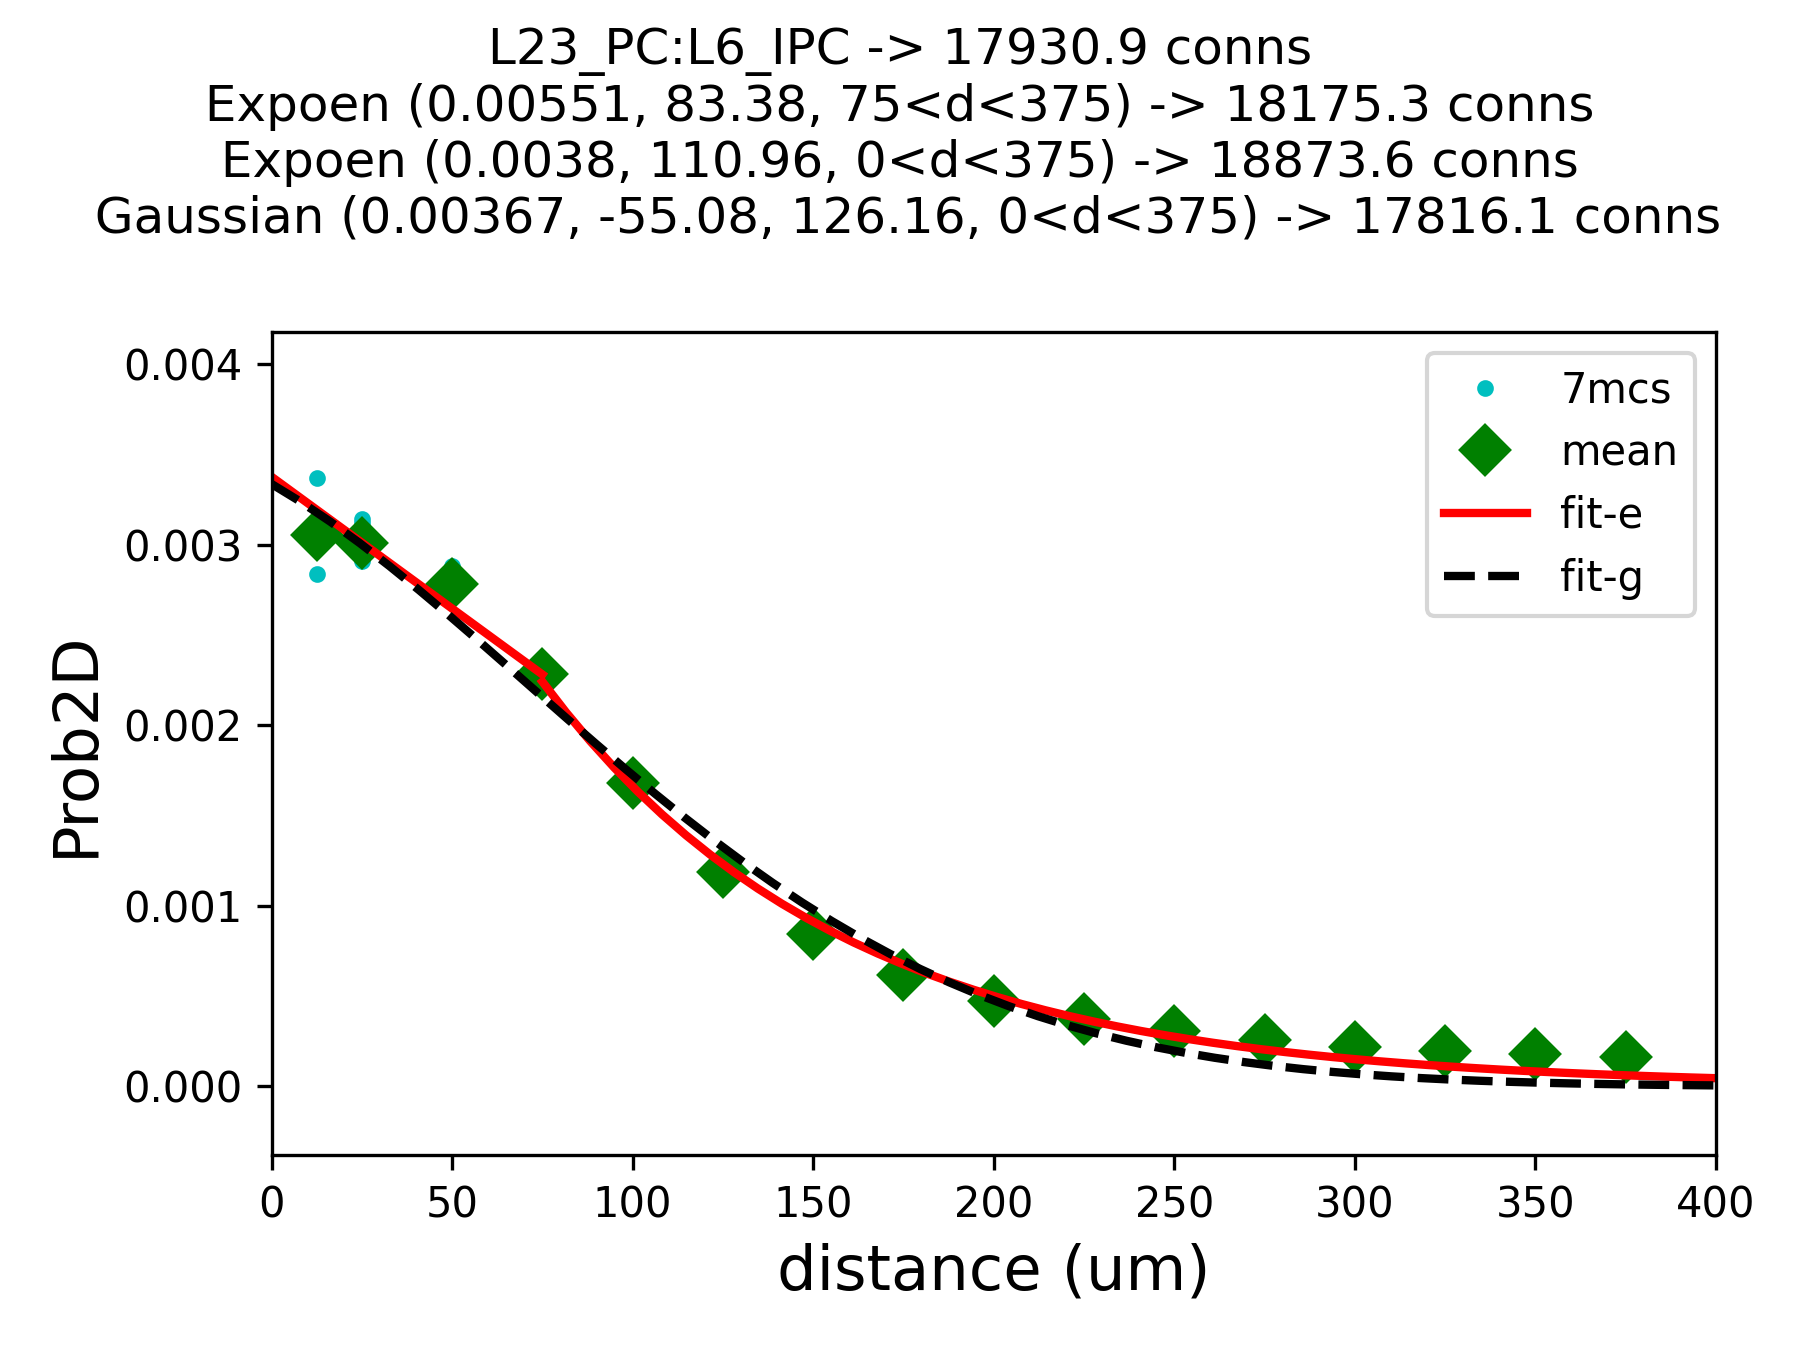 L23_PC:L6_IPC -> 17930.9 conns
Expoen (0.00551, 83.38, 75<d<375) -> 18175.3 conns
Expoen (0.0038, 110.96, 0<d<375) -> 18873.6 conns
Gaussian (0.00367, -55.08, 126.16, 0<d<375) -> 17816.1 conns
7mcs
mean
fit-e
fit-g
Prob2D
0.004
0.003
0.002
0.001
0.000
0 50 100 150 200 250 300 350 400
distance (um)